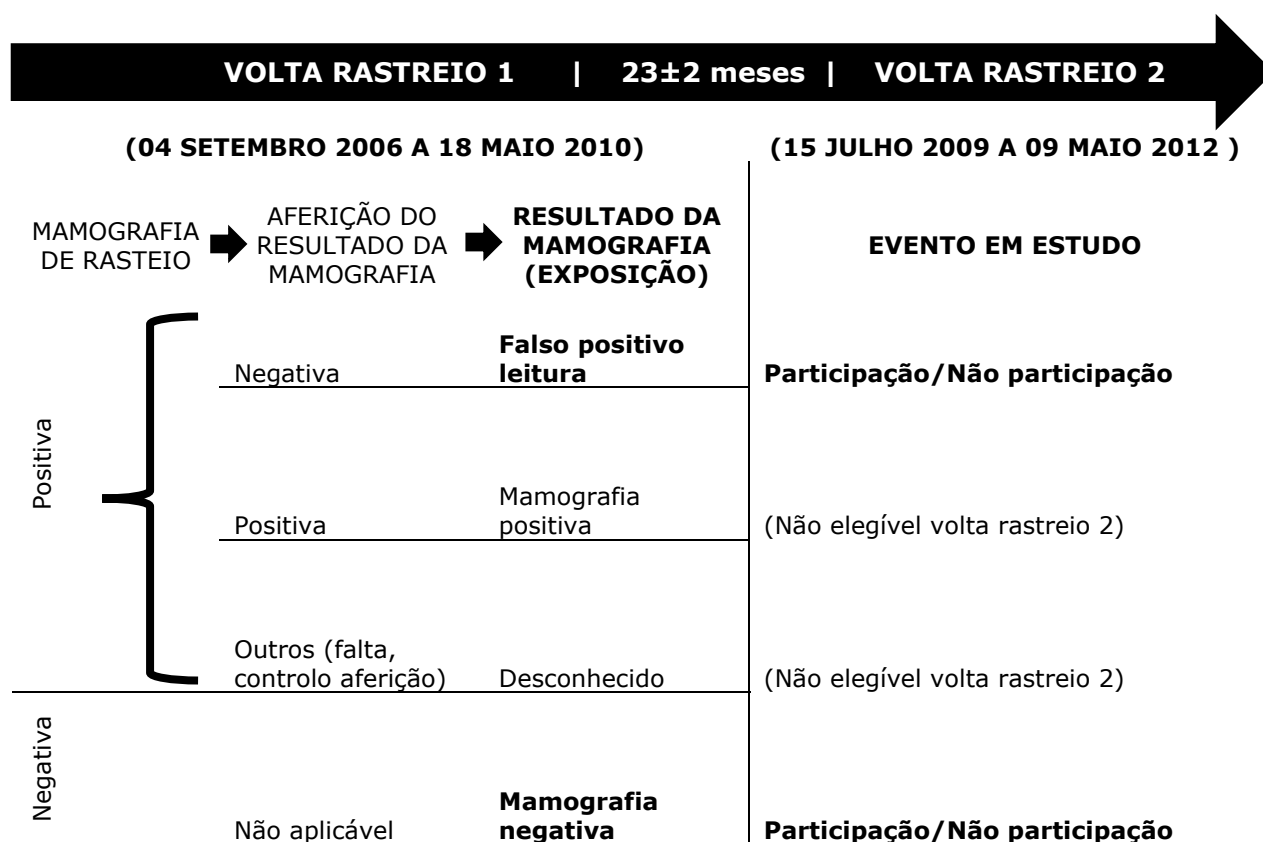 VOLTA RASTREIO 1 | 23±2 meses | VOLTA RASTREIO 2
(04 SETEMBRO 2006 A 18 MAIO 2010) (15 JULHO 2009 A 09 MAIO 2012 )
MAMOGRAFIA
DE RASTEIO
AFERIÇÃO DO
RESULTADO DA
MAMOGRAFIA
RESULTADO DA
MAMOGRAFIA
(EXPOSIÇÃO)
EVENTO EM ESTUDO
Positiva
Negativa
Falso positivo
leitura
Participação/Não participação
Positiva
Mamografia
positiva
(Não elegível volta rastreio 2)
Outros (falta,
controlo aferição)
Desconhecido
(Não elegível volta rastreio 2)
Negativa
Não aplicável
Mamografia
negativa
Participação/Não participação